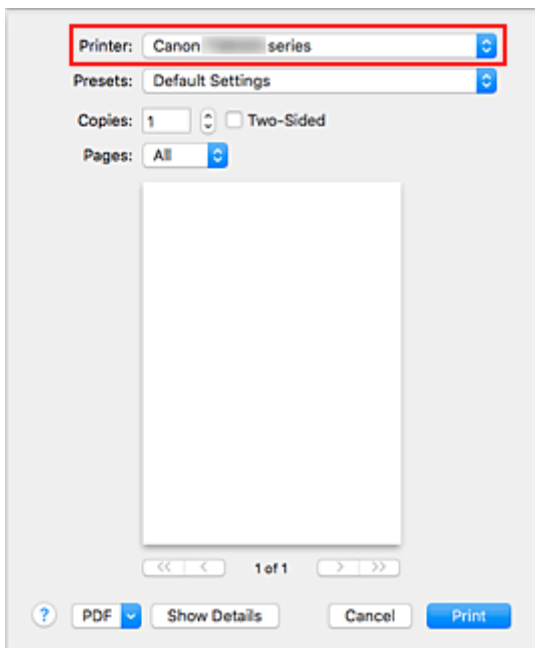 Printer: Canon series
Presets: Default Settings
Copies: 1 Two-Sided
Pages: All
<< < 1 of 1 > >>
? PDF Show Details Cancel Print